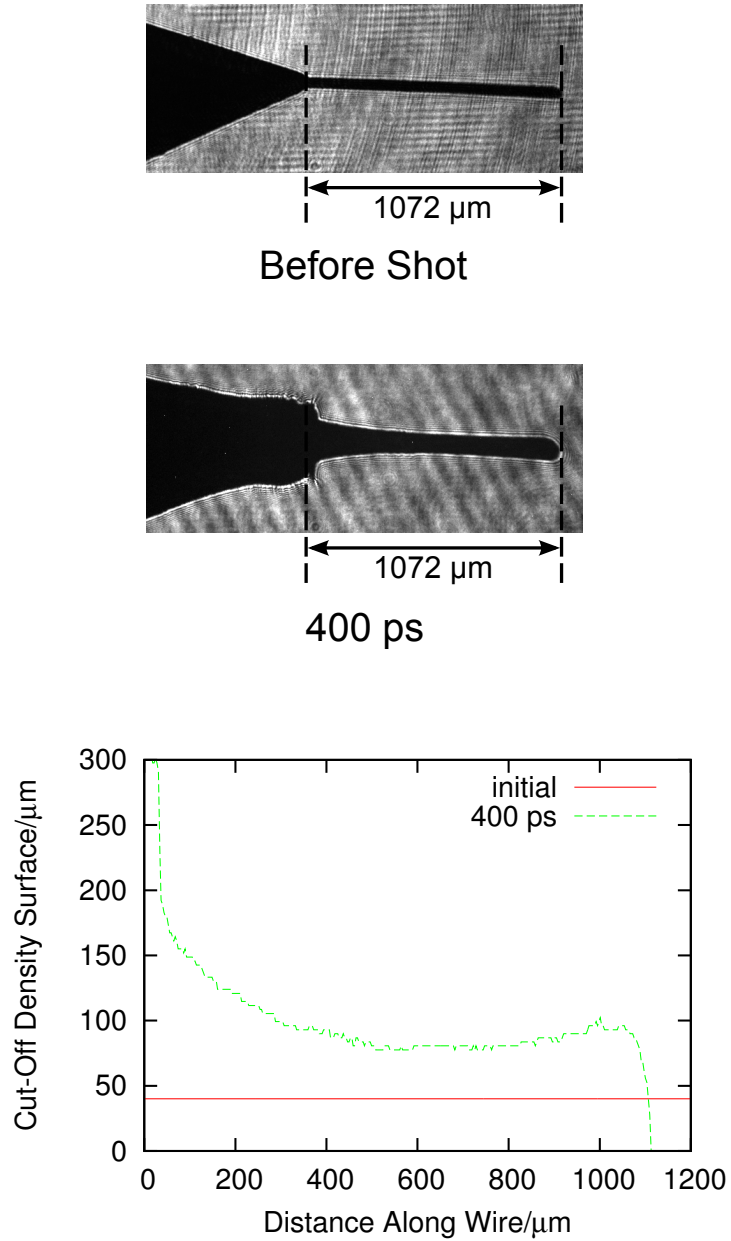 1072 μm
Before Shot
1072 μm
400 ps
300
250
200
150
100
50
0
Cut-Off Density Surface/μm
initial
400 ps
0 200 400 600 800 1000 1200
Distance Along Wire/μm